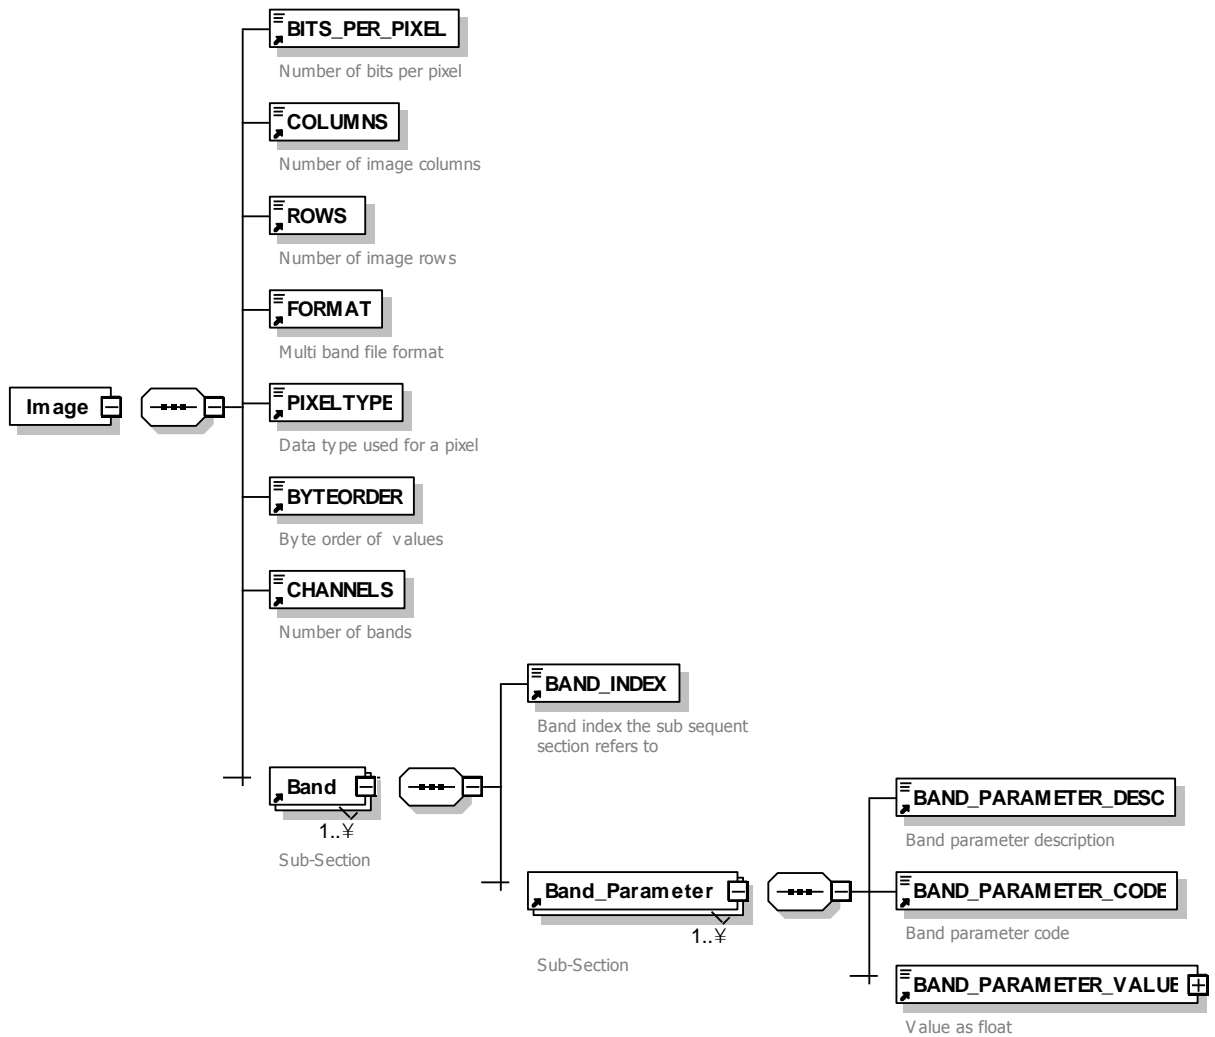 BITS_PER_PIXEL
Number of bits per pixel
COLUMNS
Number of image columns
ROWS
Number of image rows
FORMAT
Multi band file format
Image
PIXELTYPE
Data type used for a pixel
BYTEORDER
Byte order of values
CHANNELS
Number of bands
BAND_INDEX
Band index the sub sequent
section refers to
Band
1..¥
Sub-Section
BAND_PARAMETER_DESC
Band parameter description
Band_Parameter
1..¥
Sub-Section
BAND_PARAMETER_CODE
Band parameter code
BAND_PARAMETER_VALUE
Value as float